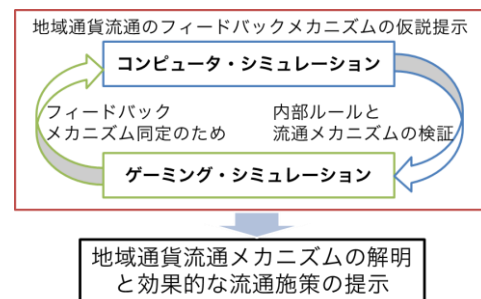 地域通貨流通のフィードバックメカニズムの仮説提示
コンピュータ・シミュレーション
フィードバック
メカニズム同定のため
内部ルールと
流通メカニズムの検証
ゲーミング・シミュレーション
地域通貨流通メカニズムの解明
と効果的な流通施策の提示